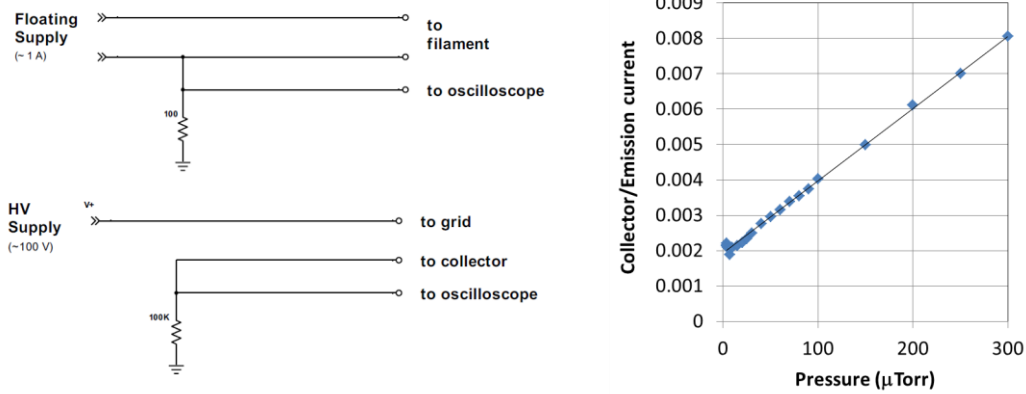 Floating
Supply
(~ 1 A)
to
filament
to oscilloscope
100
HV
Supply
(~100 V)
V+
to grid
to collector
to oscilloscope
100K
0.009
0.008
0.007
0.006
0.005
0.004
0.003
0.002
0.001
0
Collector/Emission current
0 100 200 300
Pressure (μTorr)